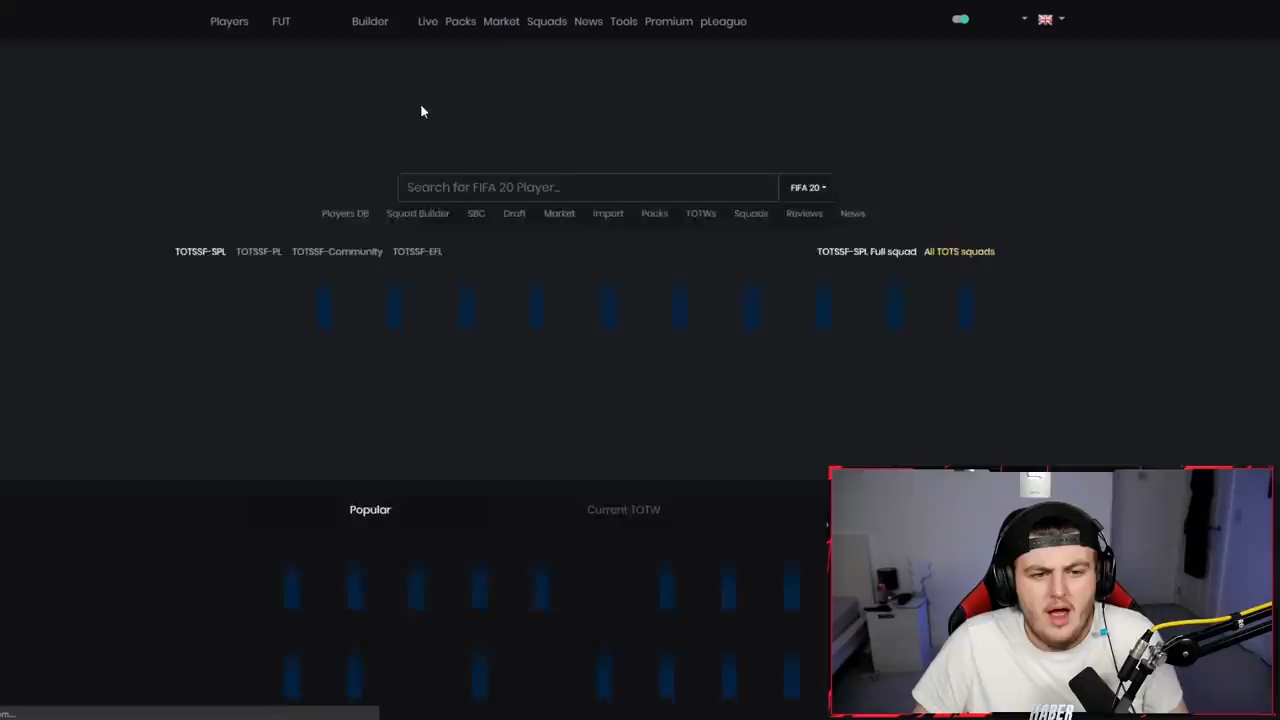 Players FUT Builder Live Packs Market Squads News Tools Premium pLeague
Search for FIFA 20 Player...
FIFA 20
Players DB Squad Builder SBC Draft Market Import Packs TOTWs Squads Reviews News
TOTSSF-SPL TOTSSF-PL TOTSSF-Community TOTSSF-EFL
TOTSSF-SPL Full squad All TOTS squads
Popular
Current TOTW
HABER